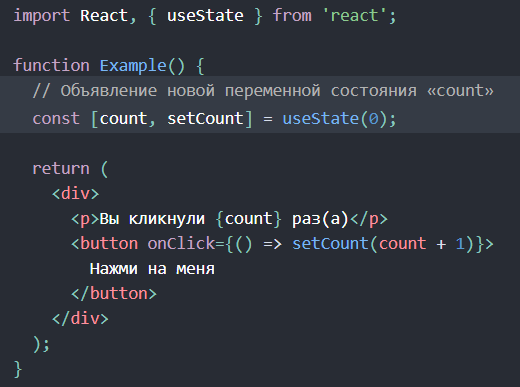 import React, { useState } from 'react';
function Example() {
// Объявление новой переменной состояния «count»
const [count, setCount] = useState(0);
return (
<div>
<p>Вы кликнули {count} раз(а)</p>
<button onClick={() => setCount(count + 1)}>
Нажми на меня
</button>
</div>
);
}